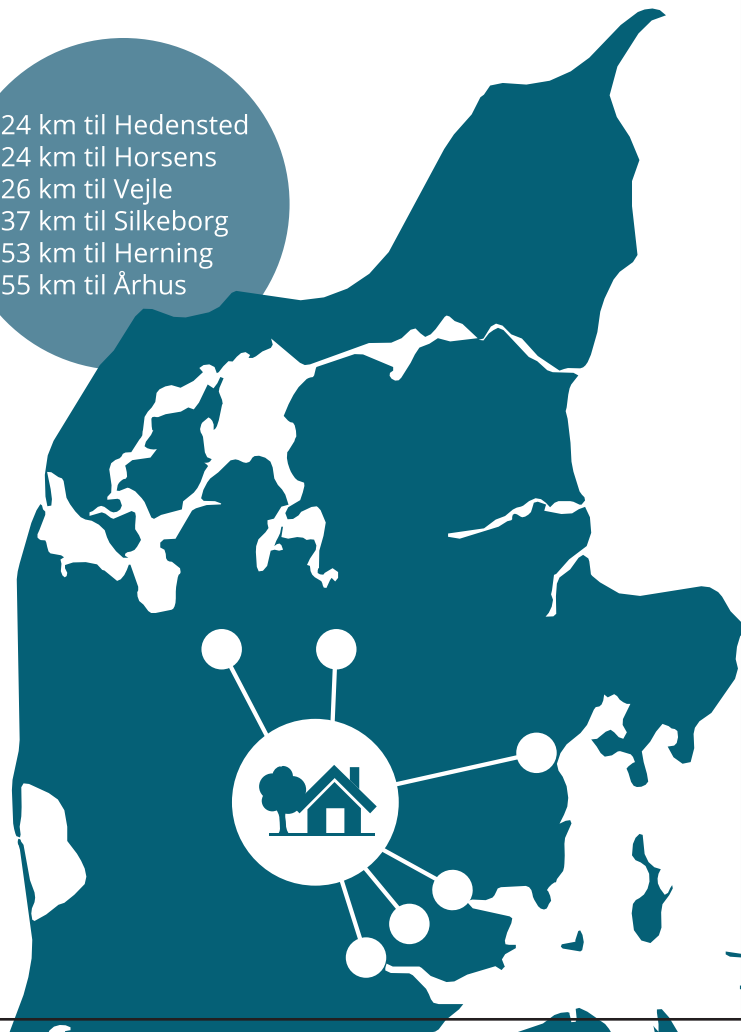 24 km til Hedensted
24 km til Horsens
26 km til Vejle
37 km til Silkeborg
53 km til Herning
55 km til Århus